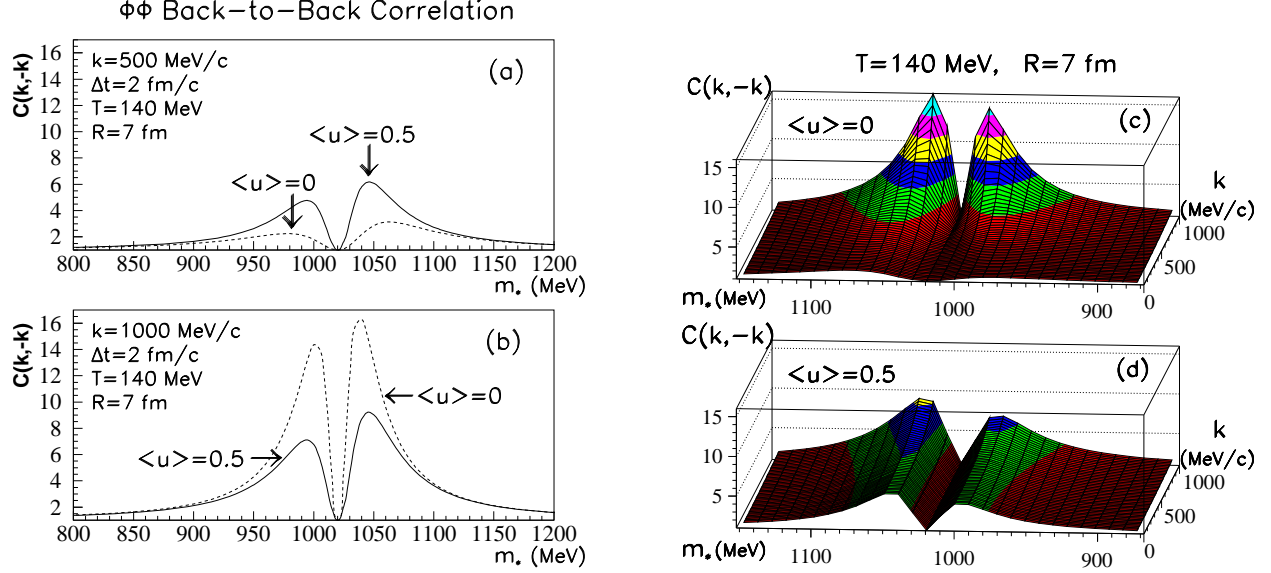 ϕϕ Back-to-Back Correlation
C(k,-k)
16
14
12
10
8
6
4
2
k=500 MeV/c
Δt=2 fm/c
T=140 MeV
R=7 fm
(a)
<u>=0.5
<u>=0
800 850 900 950 1000 1050 1100 1150 1200
m* (MeV)
C(k,-k)
16
14
12
10
8
6
4
2
k=1000 MeV/c
Δt=2 fm/c
T=140 MeV
R=7 fm
(b)
<u>=0
<u>=0.5
800 850 900 950 1000 1050 1100 1150 1200
m* (MeV)
T=140 MeV, R=7 fm
C(k,-k)
<u>=0
(c)
15
10
5
k
(MeV/c)
1000
500
0
m* (MeV)
1100 1000 900
C(k,-k)
<u>=0.5
(d)
15
10
5
k
(MeV/c)
1000
500
0
m* (MeV)
1100 1000 900